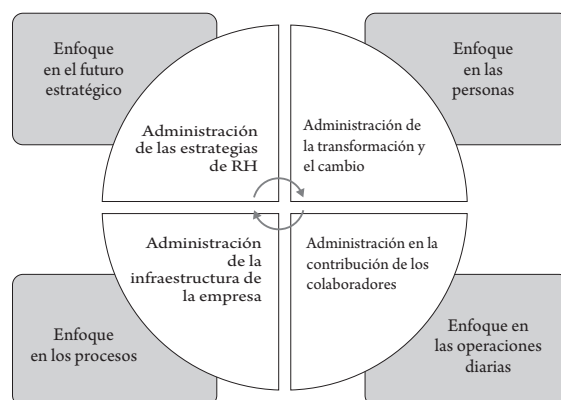 Enfoque
en el futuro
estratégico
Enfoque
en las
personas
Administración
de las estrategias
de RH
Administración de
la transformación y
el cambio
Administración
de la
infraestructura de
la empresa
Administración en la
contribución de los
colaboradores
Enfoque
en los procesos
Enfoque en
las operaciones
diarias